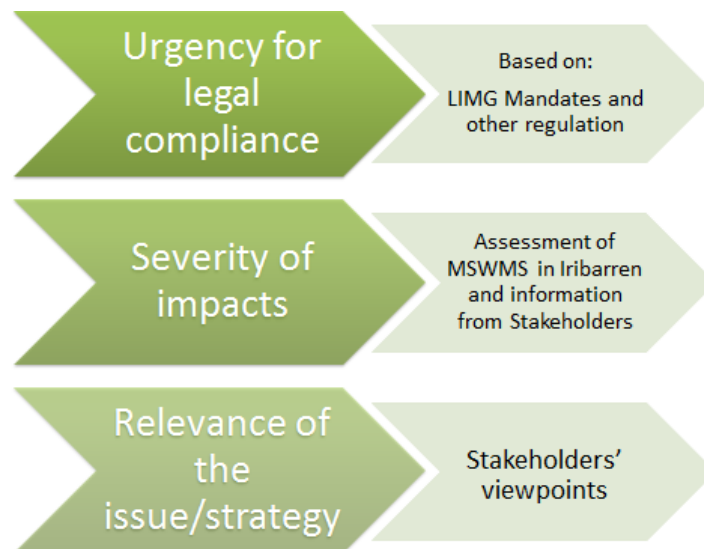 Urgency for
legal
compliance
Based on:
LIMG Mandates and
other regulation
Severity of
impacts
Assessment of
MSWMS in Iribarren
and information
from Stakeholders
Relevance of
the
issue/strategy
Stakeholders’
viewpoints